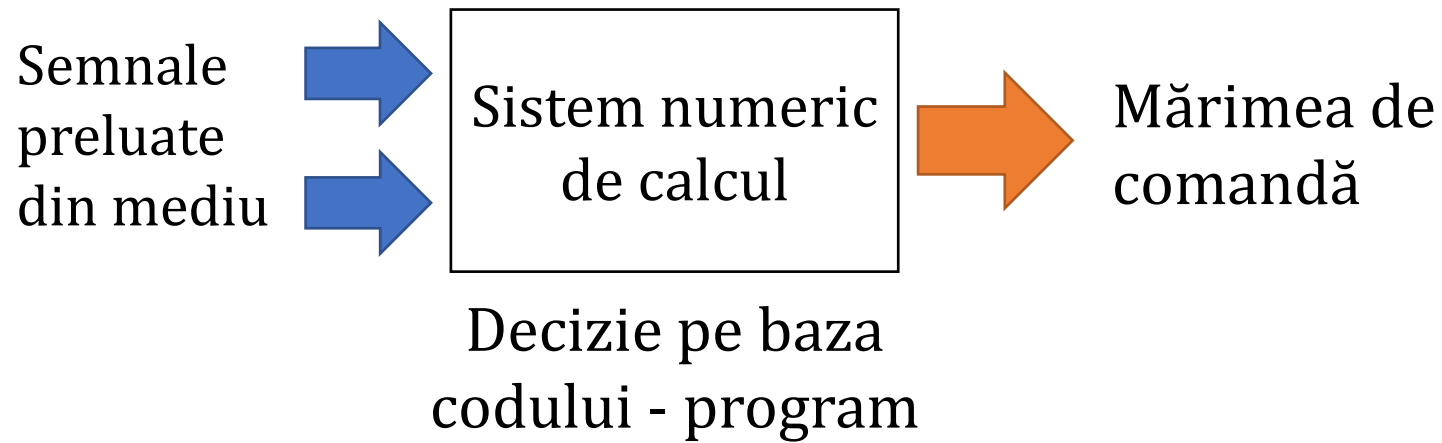 Semnale
preluate
din mediu
Sistem numeric
de calcul
Mărimea de
comandă
Decizie pe baza
codului - program